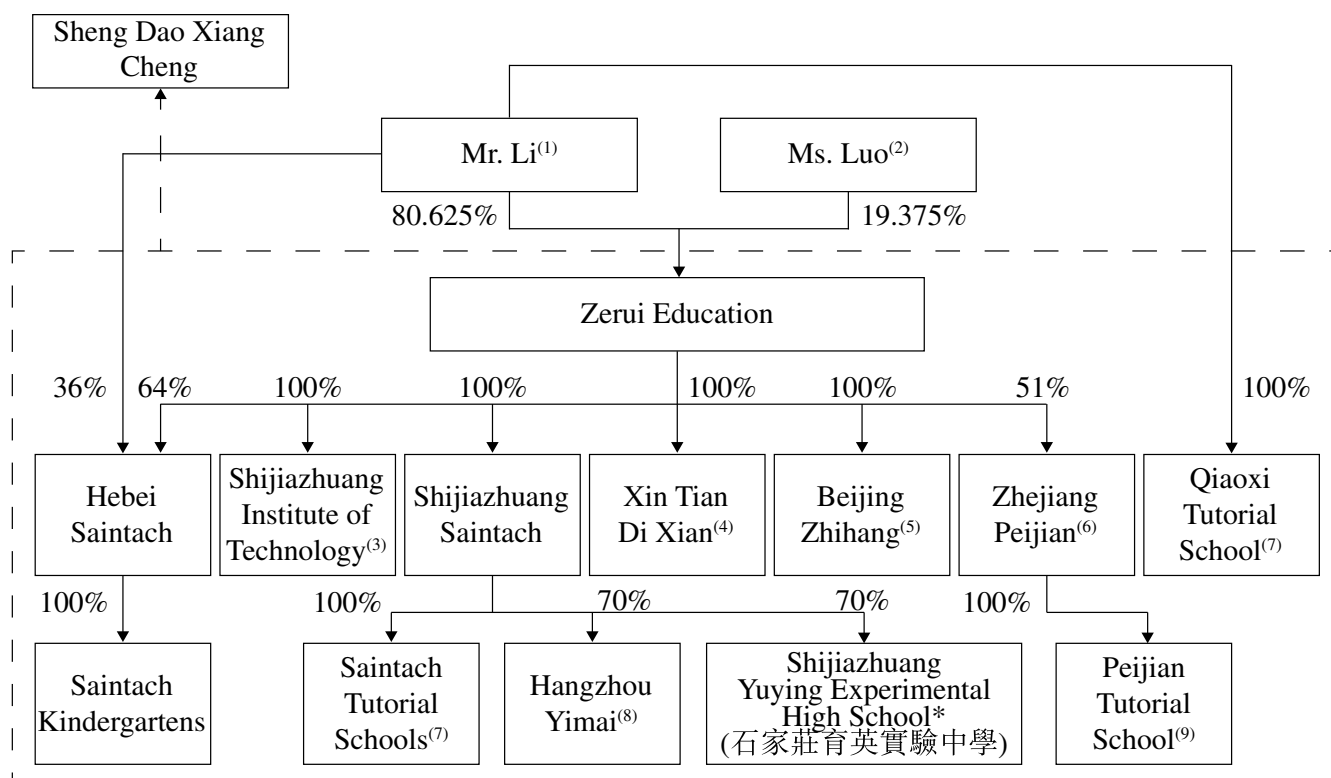 Sheng Dao Xiang
Cheng
Mr. Li(1)
Ms. Luo(2)
80.625%
19.375%
Zerui Education
36%
64%
100%
100%
100%
100%
51%
100%
Hebei
Saintach
Shijiazhuang
Institute of
Technology(3)
Shijiazhuang
Saintach
Xin Tian
Di Xian(4)
Beijing
Zhihang(5)
Zhejiang
Peijian(6)
Qiaoxi
Tutorial
School(7)
100%
100%
70%
70%
100%
Saintach
Kindergartens
Saintach
Tutorial
Schools(7)
Hangzhou
Yimai(8)
Shijiazhuang
Yuying Experimental
High School*
(石家莊育英實驗中學)
Peijian
Tutorial
School(9)